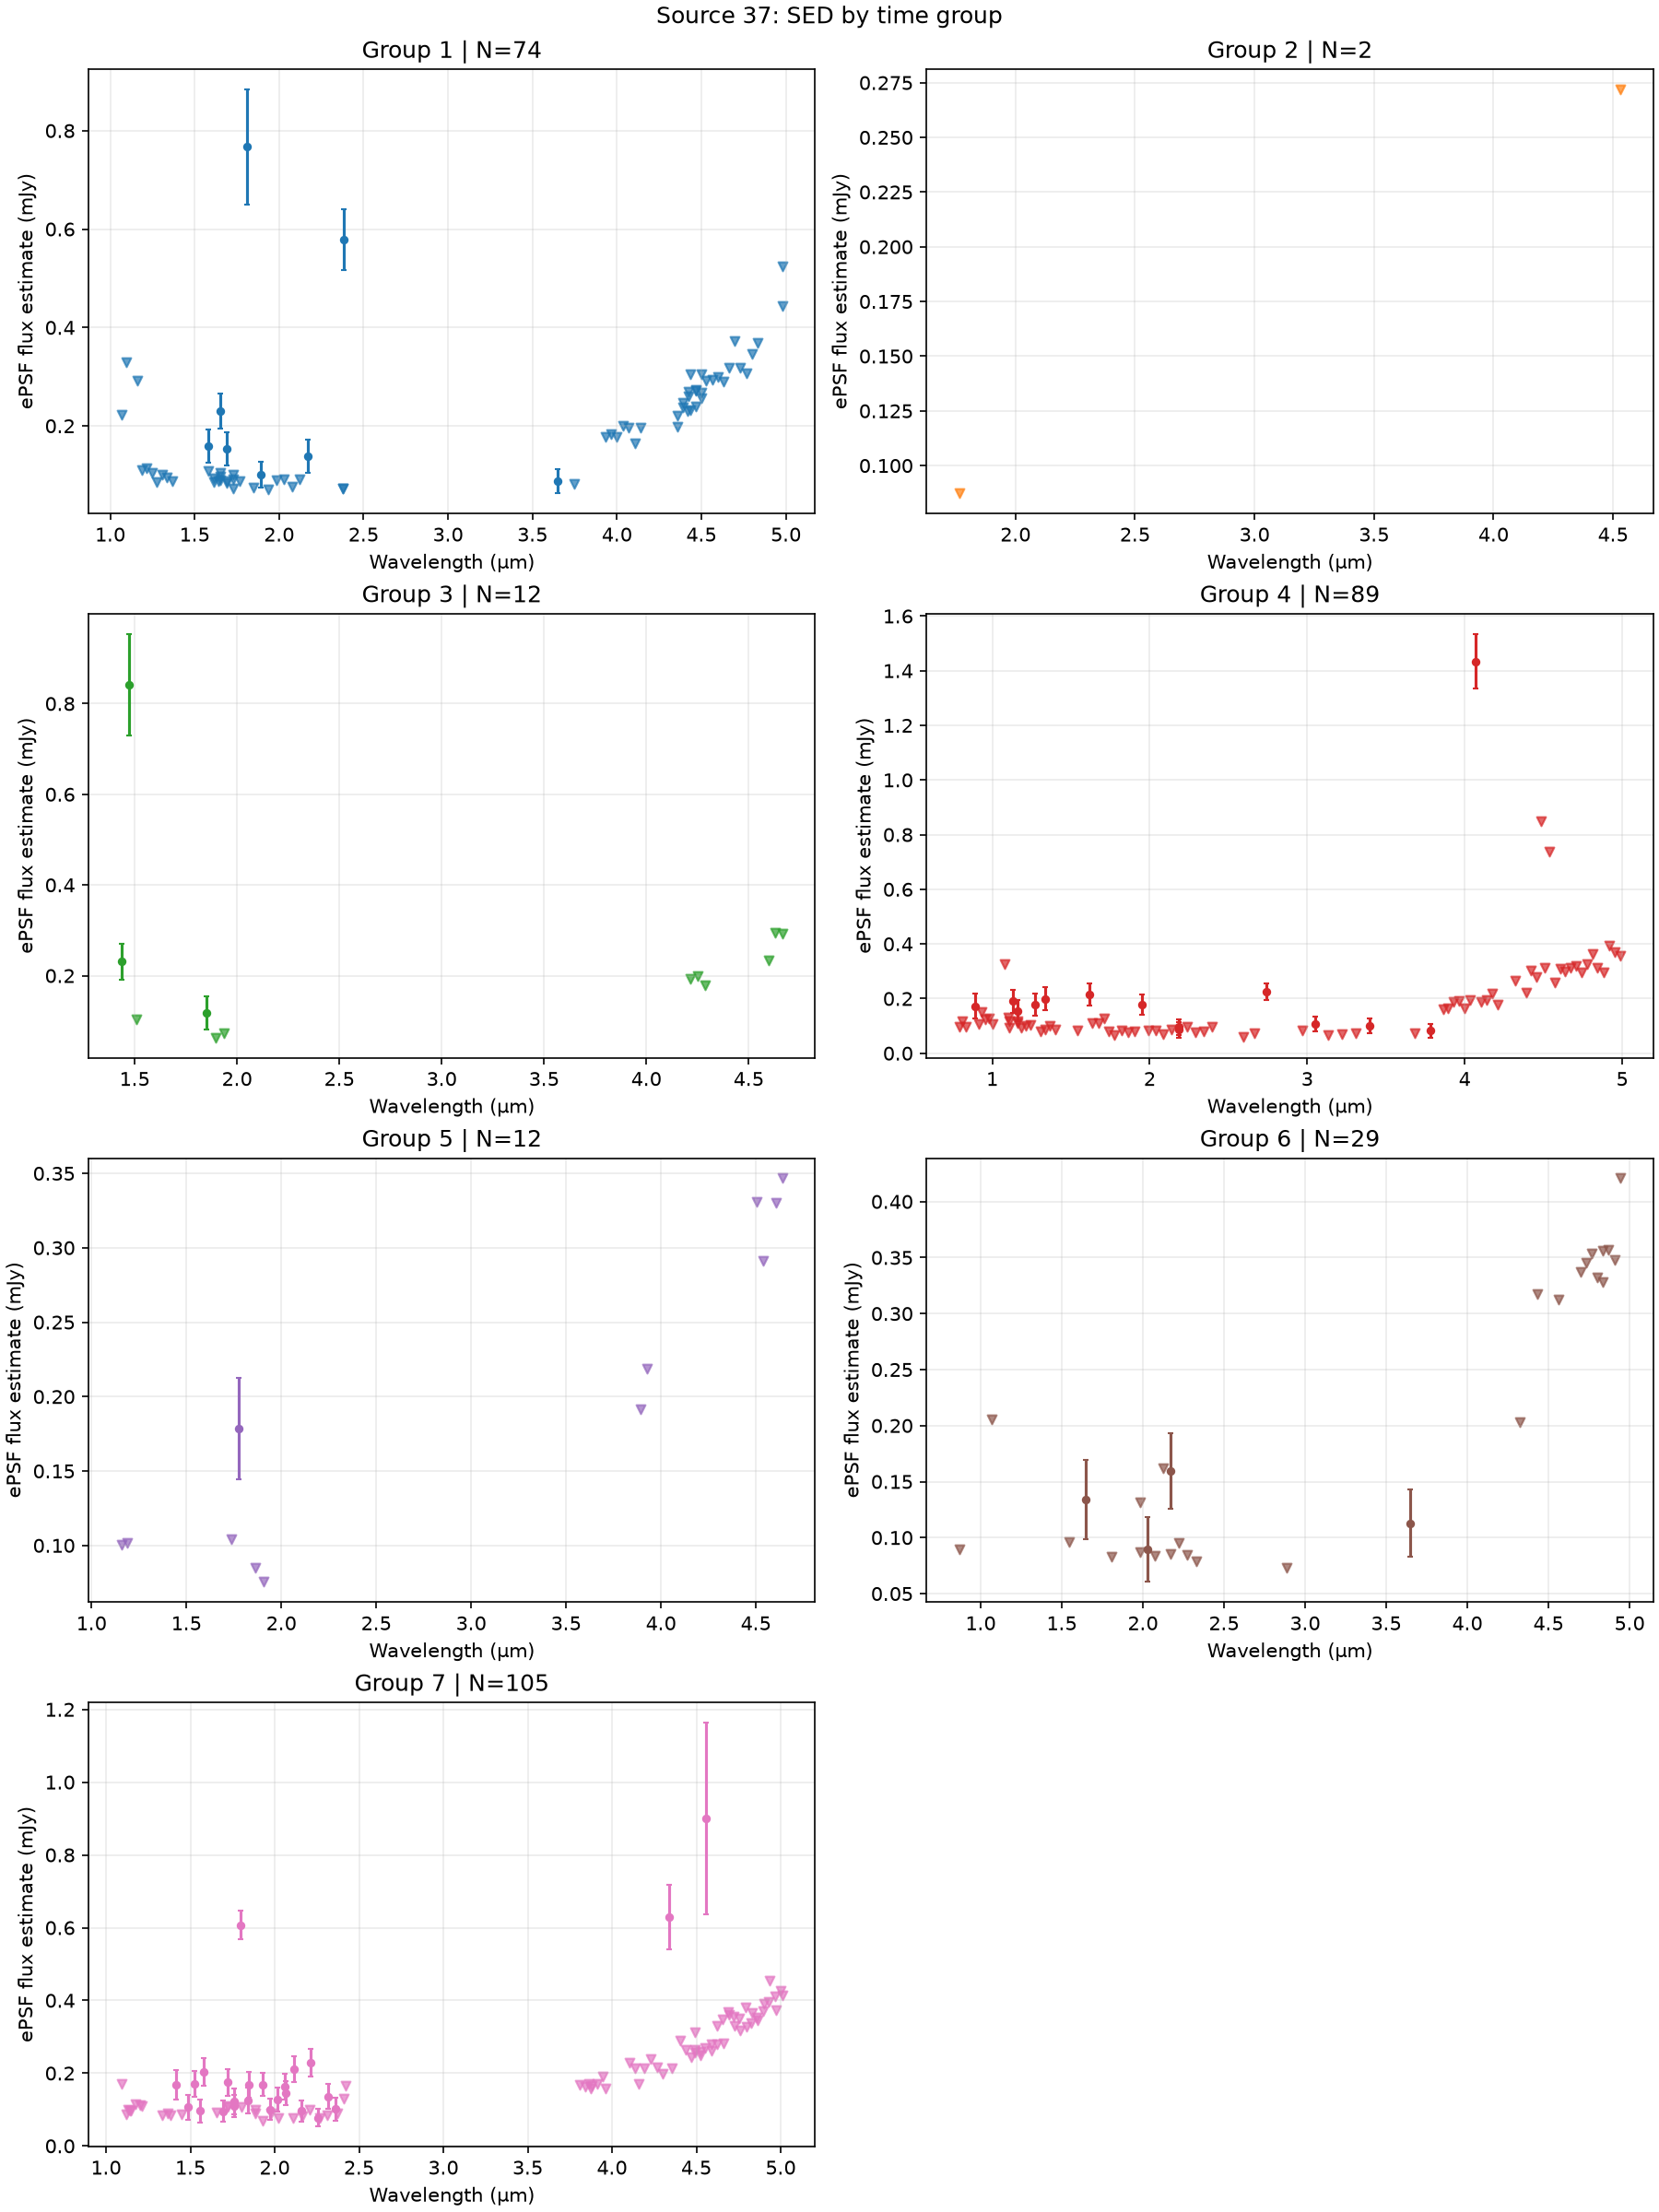 Source 37: SED by time group
Group 1 | N=74
ePSF flux estimate (mJy)
0.8
0.6
0.4
0.2
1.0 1.5 2.0 2.5 3.0 3.5 4.0 4.5 5.0
Wavelength (µm)
Group 2 | N=2
ePSF flux estimate (mJy)
0.275
0.250
0.225
0.200
0.175
0.150
0.125
0.100
2.0 2.5 3.0 3.5 4.0 4.5
Wavelength (µm)
Group 3 | N=12
ePSF flux estimate (mJy)
0.8
0.6
0.4
0.2
1.5 2.0 2.5 3.0 3.5 4.0 4.5
Wavelength (µm)
Group 4 | N=89
ePSF flux estimate (mJy)
1.6
1.4
1.2
1.0
0.8
0.6
0.4
0.2
0.0
1 2 3 4 5
Wavelength (µm)
Group 5 | N=12
ePSF flux estimate (mJy)
0.35
0.30
0.25
0.20
0.15
0.10
1.0 1.5 2.0 2.5 3.0 3.5 4.0 4.5
Wavelength (µm)
Group 6 | N=29
ePSF flux estimate (mJy)
0.40
0.35
0.30
0.25
0.20
0.15
0.10
0.05
1.0 1.5 2.0 2.5 3.0 3.5 4.0 4.5 5.0
Wavelength (µm)
Group 7 | N=105
ePSF flux estimate (mJy)
1.2
1.0
0.8
0.6
0.4
0.2
0.0
1.0 1.5 2.0 2.5 3.0 3.5 4.0 4.5 5.0
Wavelength (µm)